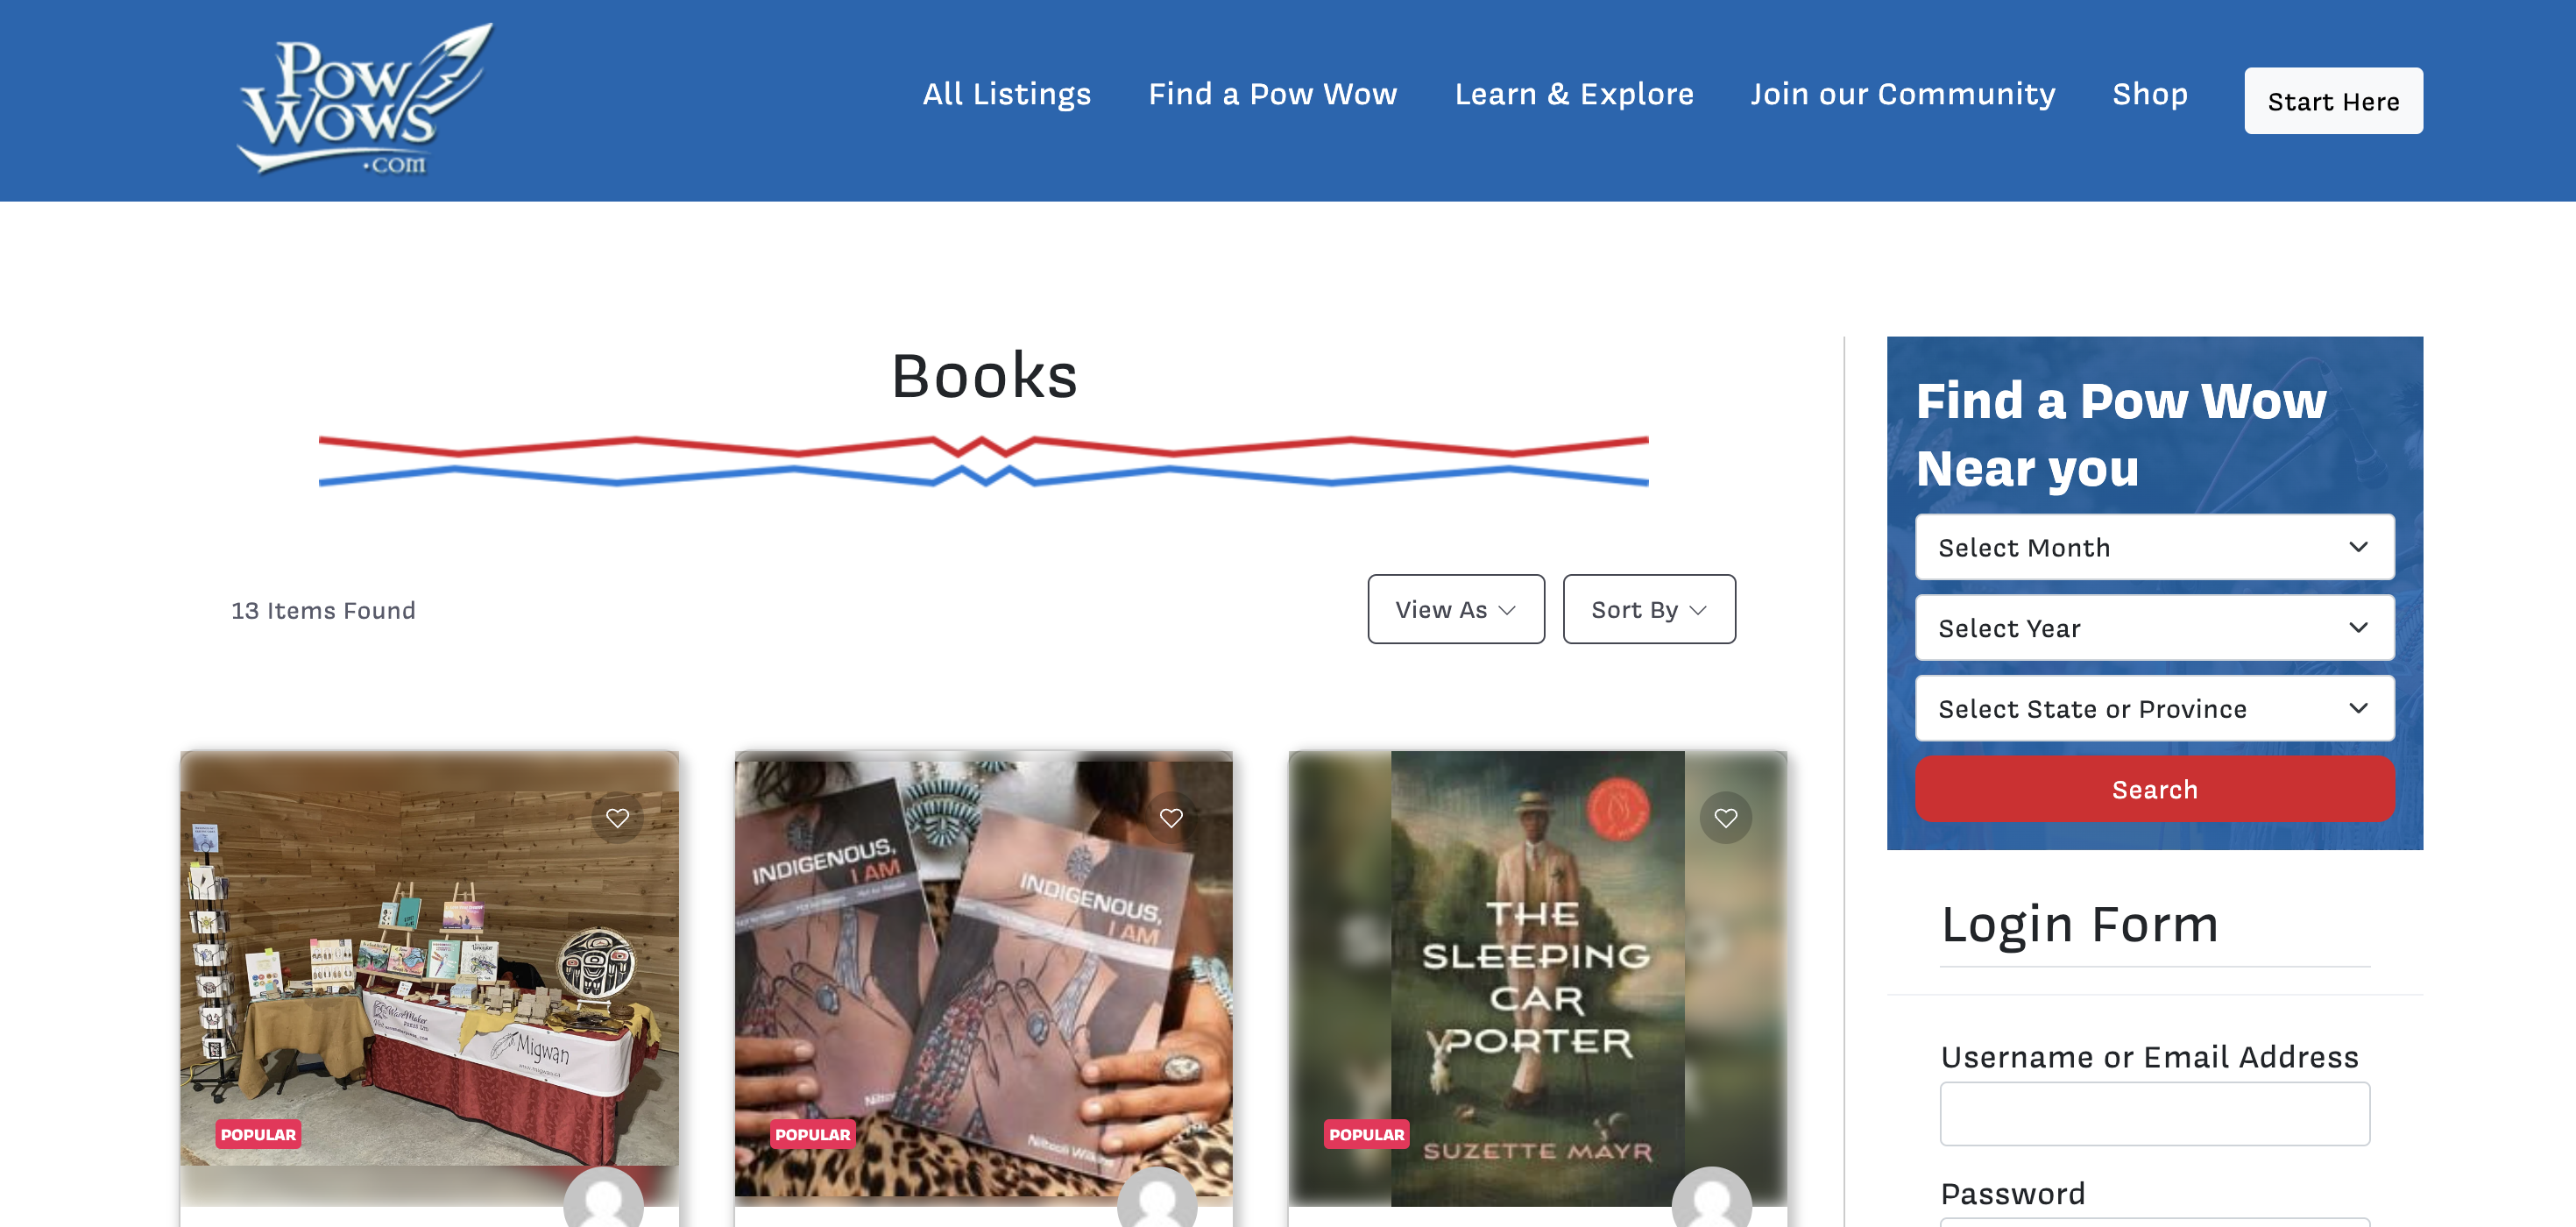 Pow
Wows
.com
All Listings
Find a Pow Wow
Learn & Explore
Join our Community
Shop
Start Here
Books
13 Items Found
View As
Sort By
Migwan
POPULAR
INDIGENOUS,
I AM
INDIGENOUS,
I AM
POPULAR
THE
SLEEPING
CAR
PORTER
SUZETTE MAYR
POPULAR
Find a Pow Wow
Near you
Select Month
Select Year
Select State or Province
Search
Login Form
Username or Email Address
Password